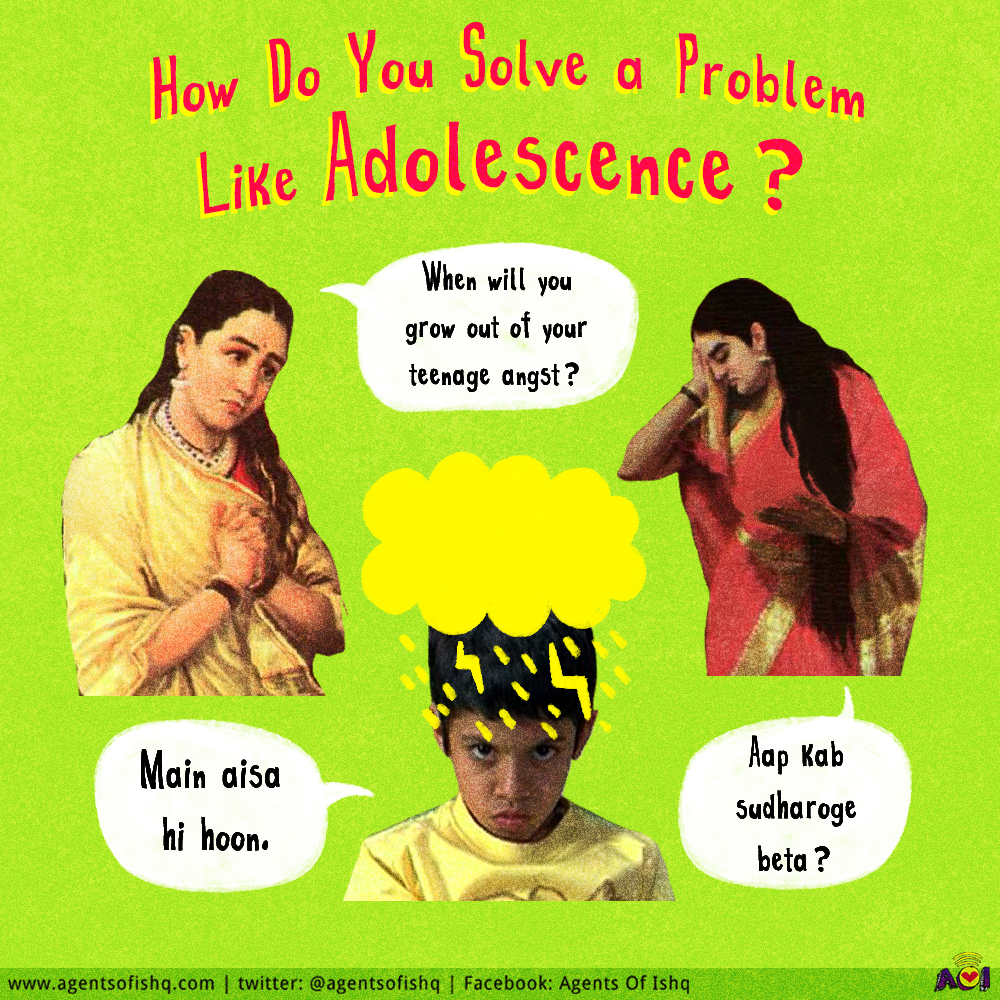 How Do You Solve a Problem
Like Adolescence?
When will you
grow out of your
teenage angst?
Main aisa
hi hoon.
Aap kab
sudharoge
beta?
www.agentsofishq.com | twitter: @agentsofishq | Facebook: Agents Of Ishq
AOI